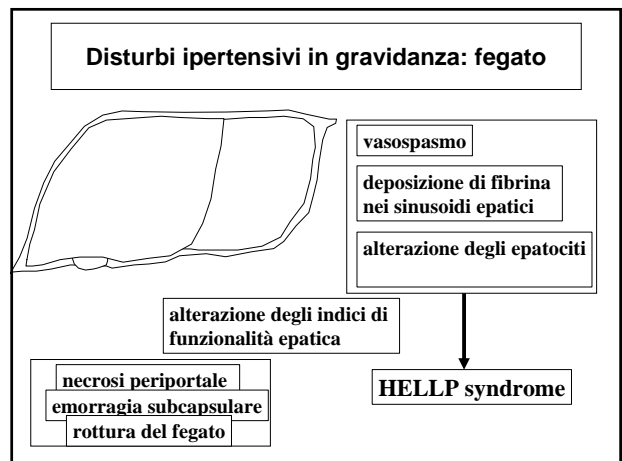 Disturbi ipertensivi in gravidanza: fegato
vasospasmo
deposizione di fibrina
nei sinusoidi epatici
alterazione degli epatociti
alterazione degli indici di
funzionalità epatica
necrosi periportale
emorragia subcapsulare
rottura del fegato
HELLP syndrome